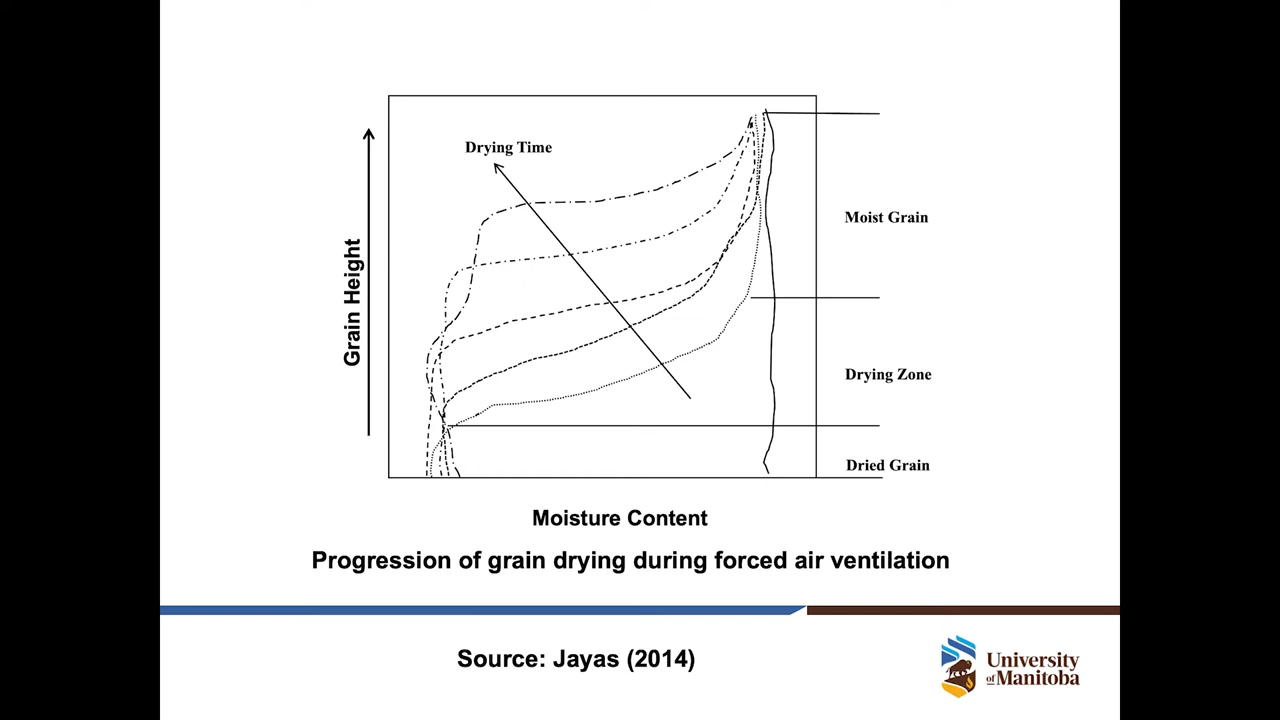 Drying Time
Grain Height
Moist Grain
Drying Zone
Dried Grain
Moisture Content
Progression of grain drying during forced air ventilation
Source: Jayas (2014)
University
of Manitoba